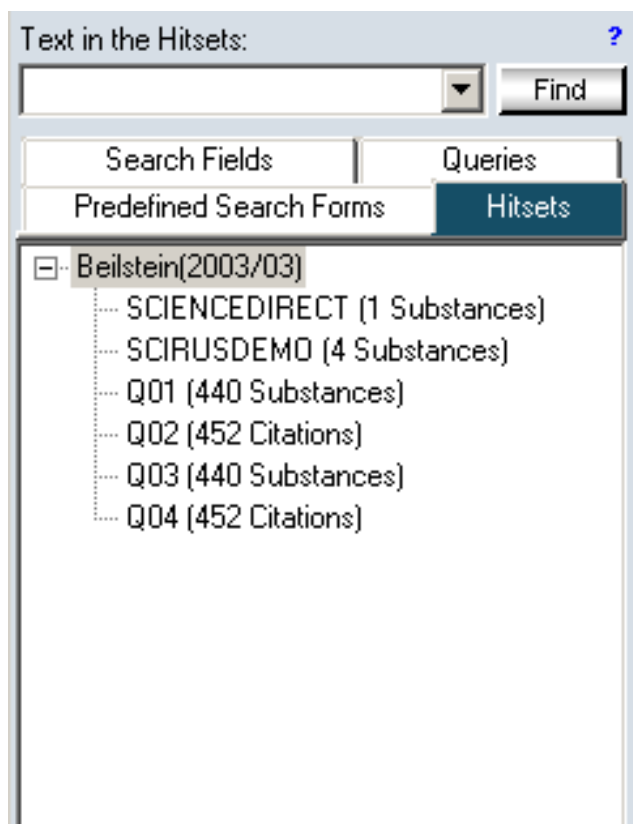 Text in the Hitsets: ?
Find
Search Fields Queries
Predefined Search Forms Hitsets
Beilstein(2003/03)
SCIENCEDIRECT (1 Substances)
SCIRUSDEMO (4 Substances)
Q01 (440 Substances)
Q02 (452 Citations)
Q03 (440 Substances)
Q04 (452 Citations)